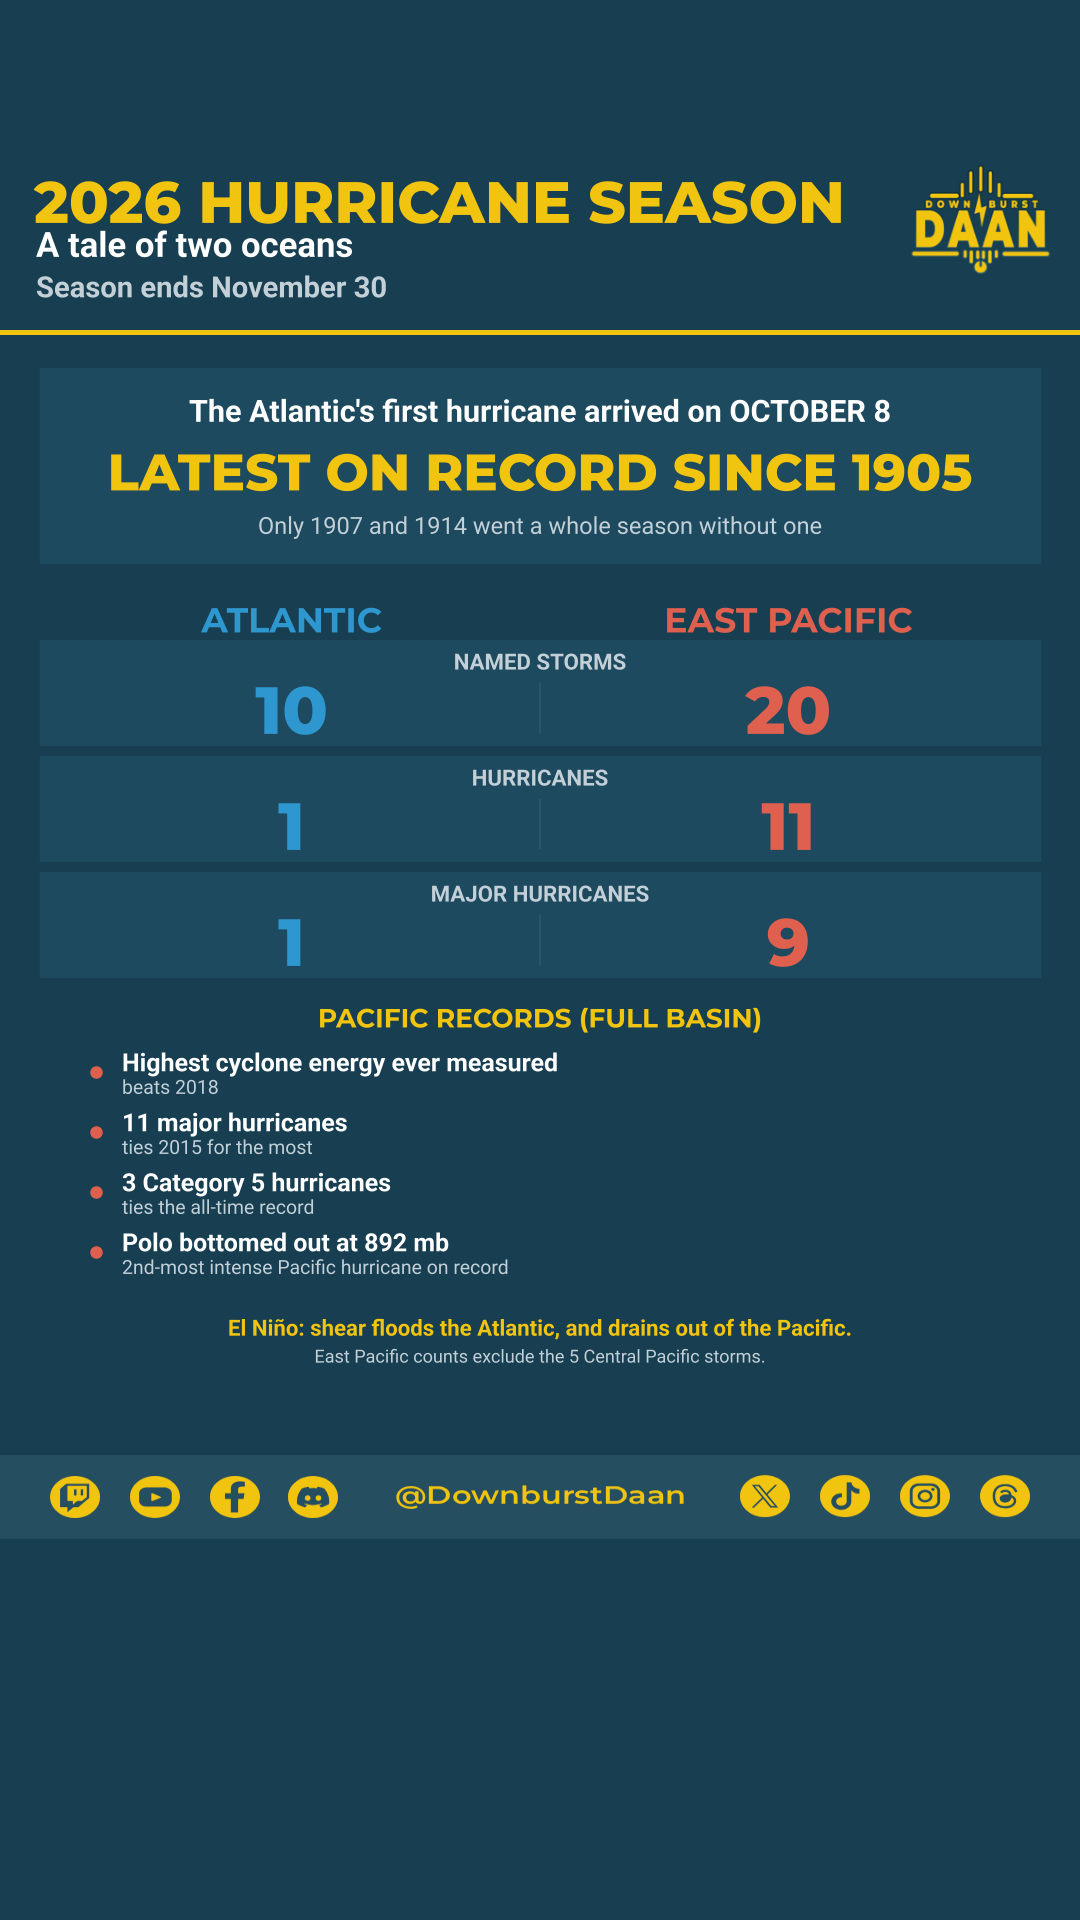 2026 HURRICANE SEASON
A tale of two oceans
Season ends November 30
DOWN BURST
DAAN
The Atlantic's first hurricane arrived on OCTOBER 8
LATEST ON RECORD SINCE 1905
Only 1907 and 1914 went a whole season without one
ATLANTIC EAST PACIFIC
NAMED STORMS
10 20
HURRICANES
1 11
MAJOR HURRICANES
1 9
PACIFIC RECORDS (FULL BASIN)
Highest cyclone energy ever measured
beats 2018
11 major hurricanes
ties 2015 for the most
3 Category 5 hurricanes
ties the all-time record
Polo bottomed out at 892 mb
2nd-most intense Pacific hurricane on record
El Niño: shear floods the Atlantic, and drains out of the Pacific.
East Pacific counts exclude the 5 Central Pacific storms.
@DownburstDaan